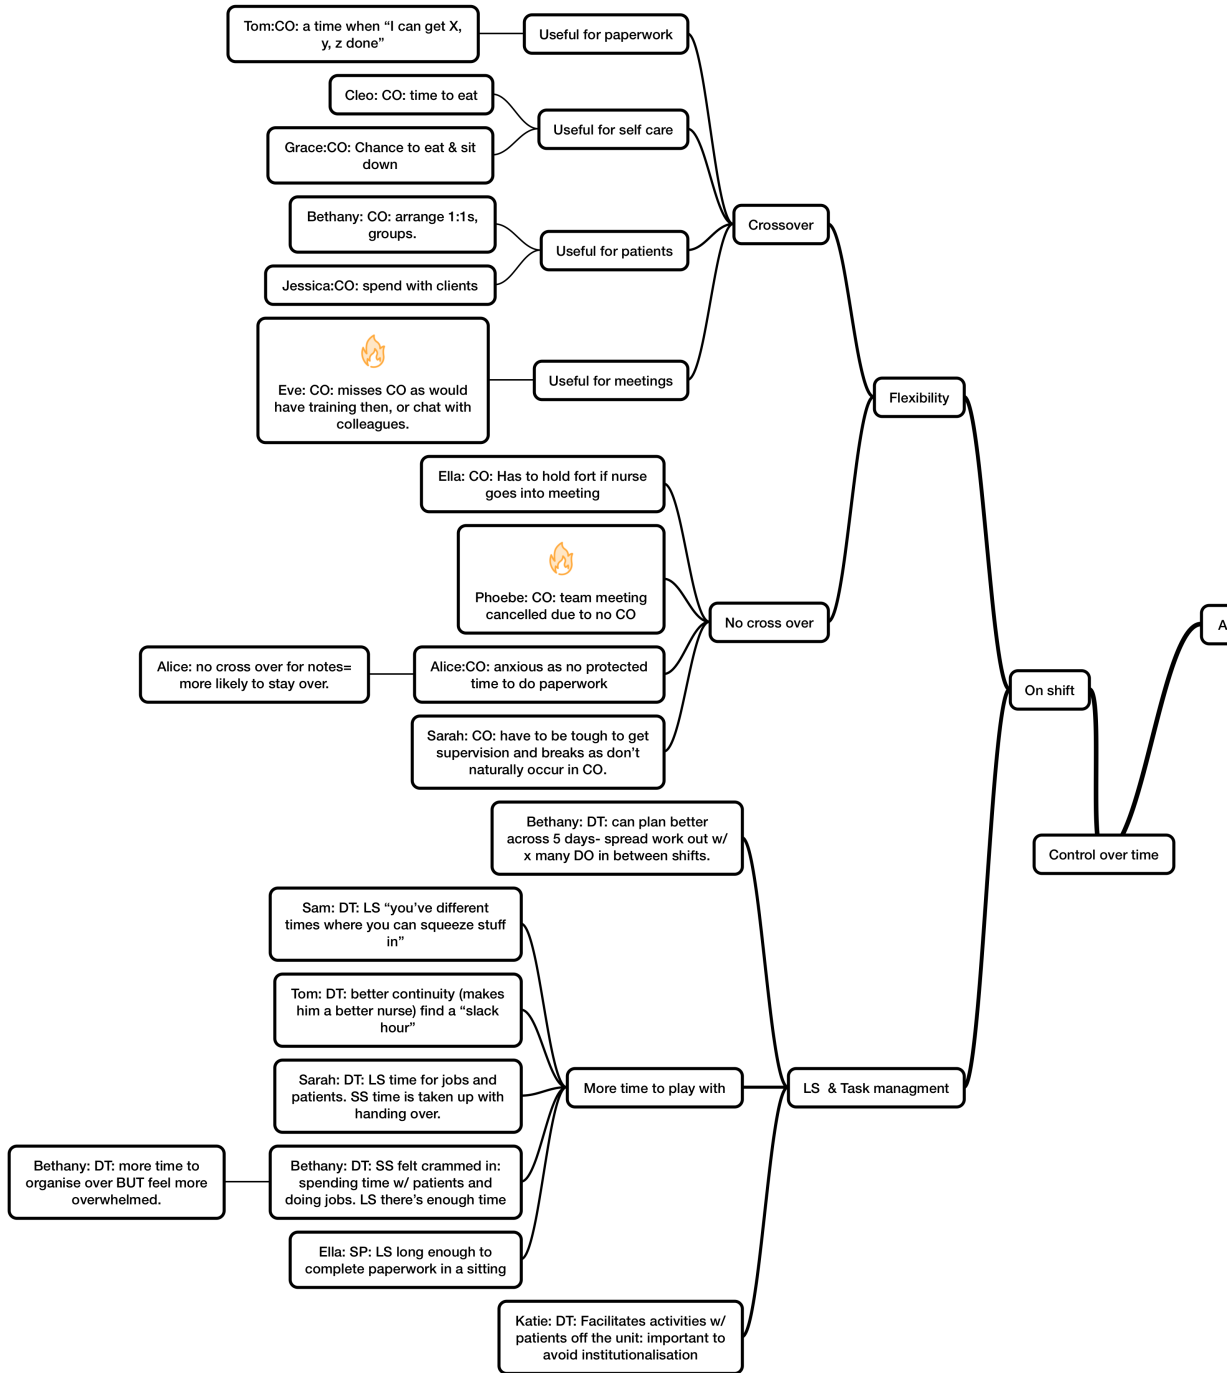 Tom:CO: a time when “I can get X,
y, z done”
Useful for paperwork
Cleo: CO: time to eat
Useful for self care
Grace:CO: Chance to eat & sit
down
Bethany: CO: arrange 1:1s,
groups.
Useful for patients
Jessica:CO: spend with clients
Crossover
Eve: CO: misses CO as would
have training then, or chat with
colleagues.
Useful for meetings
Flexibility
Ella: CO: Has to hold fort if nurse
goes into meeting
Phoebe: CO: team meeting
cancelled due to no CO
No cross over
Alice: no cross over for notes=
more likely to stay over.
Alice:CO: anxious as no protected
time to do paperwork
Sarah: CO: have to be tough to get
supervision and breaks as don’t
naturally occur in CO.
On shift
A
Control over time
Bethany: DT: can plan better
across 5 days- spread work out w/
x many DO in between shifts.
Sam: DT: LS “you’ve different
times where you can squeeze stuff
in”
Tom: DT: better continuity (makes
him a better nurse) find a “slack
hour”
Sarah: DT: LS time for jobs and
patients. SS time is taken up with
handing over.
More time to play with
LS  & Task managment
Bethany: DT: more time to
organise over BUT feel more
overwhelmed.
Bethany: DT: SS felt crammed in:
spending time w/ patients and
doing jobs. LS there’s enough time
Ella: SP: LS long enough to
complete paperwork in a sitting
Katie: DT: Facilitates activities w/
patients off the unit: important to
avoid institutionalisation